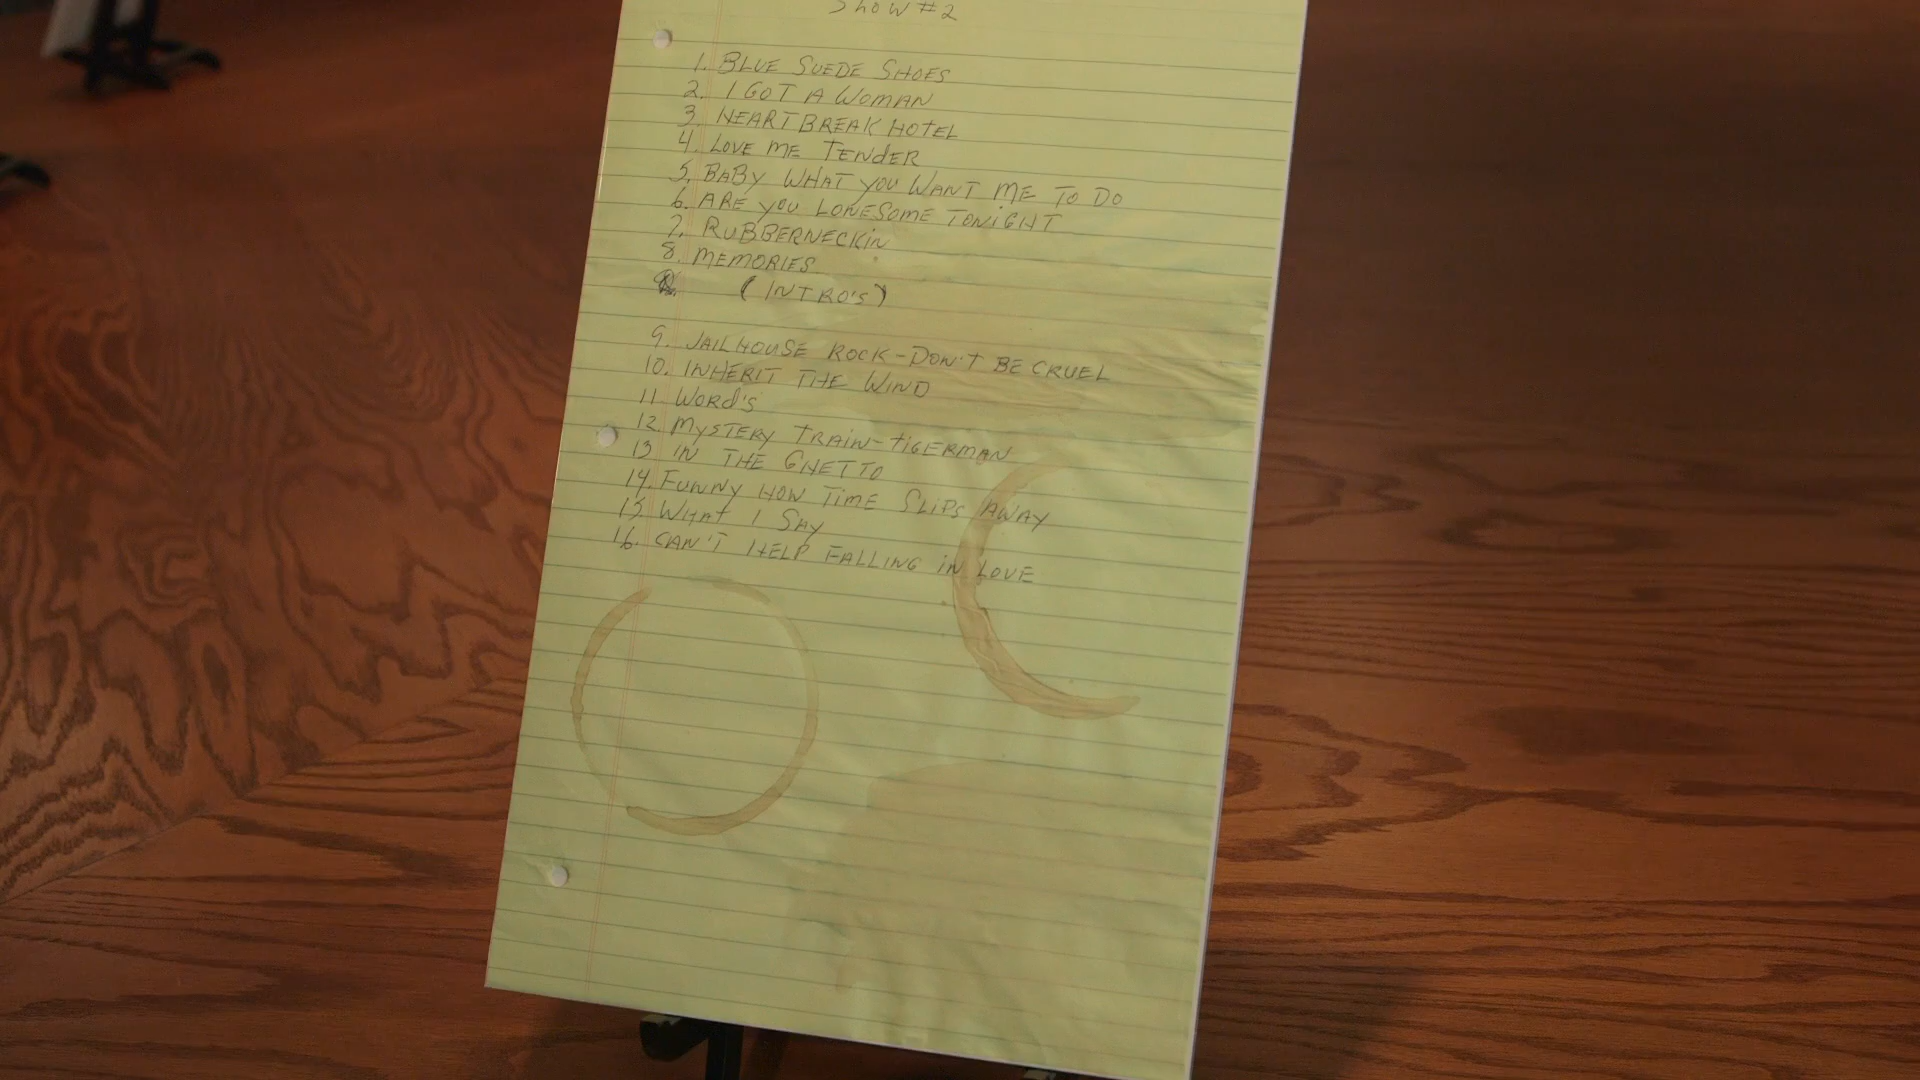 Show #2
1. BLUE SUEDE SHOES
2. I GOT A WOMAN
3. HEARTBREAK HOTEL
4. LOVE ME TENDER
5. BABY WHAT YOU WANT ME TO DO
6. ARE YOU LONESOME TONIGHT
7. RUBBERNECKIN
8. MEMORIES
(INTRO'S)
9. JAILHOUSE ROCK - DON'T BE CRUEL
10. INHERIT THE WIND
11. WORD'S
12. MYSTERY TRAIN - TIGERMAN
13 IN THE GHETTO
14. FUNNY HOW TIME SLIPS AWAY
15. WHAT I SAY
16. CAN'T HELP FALLING IN LOVE